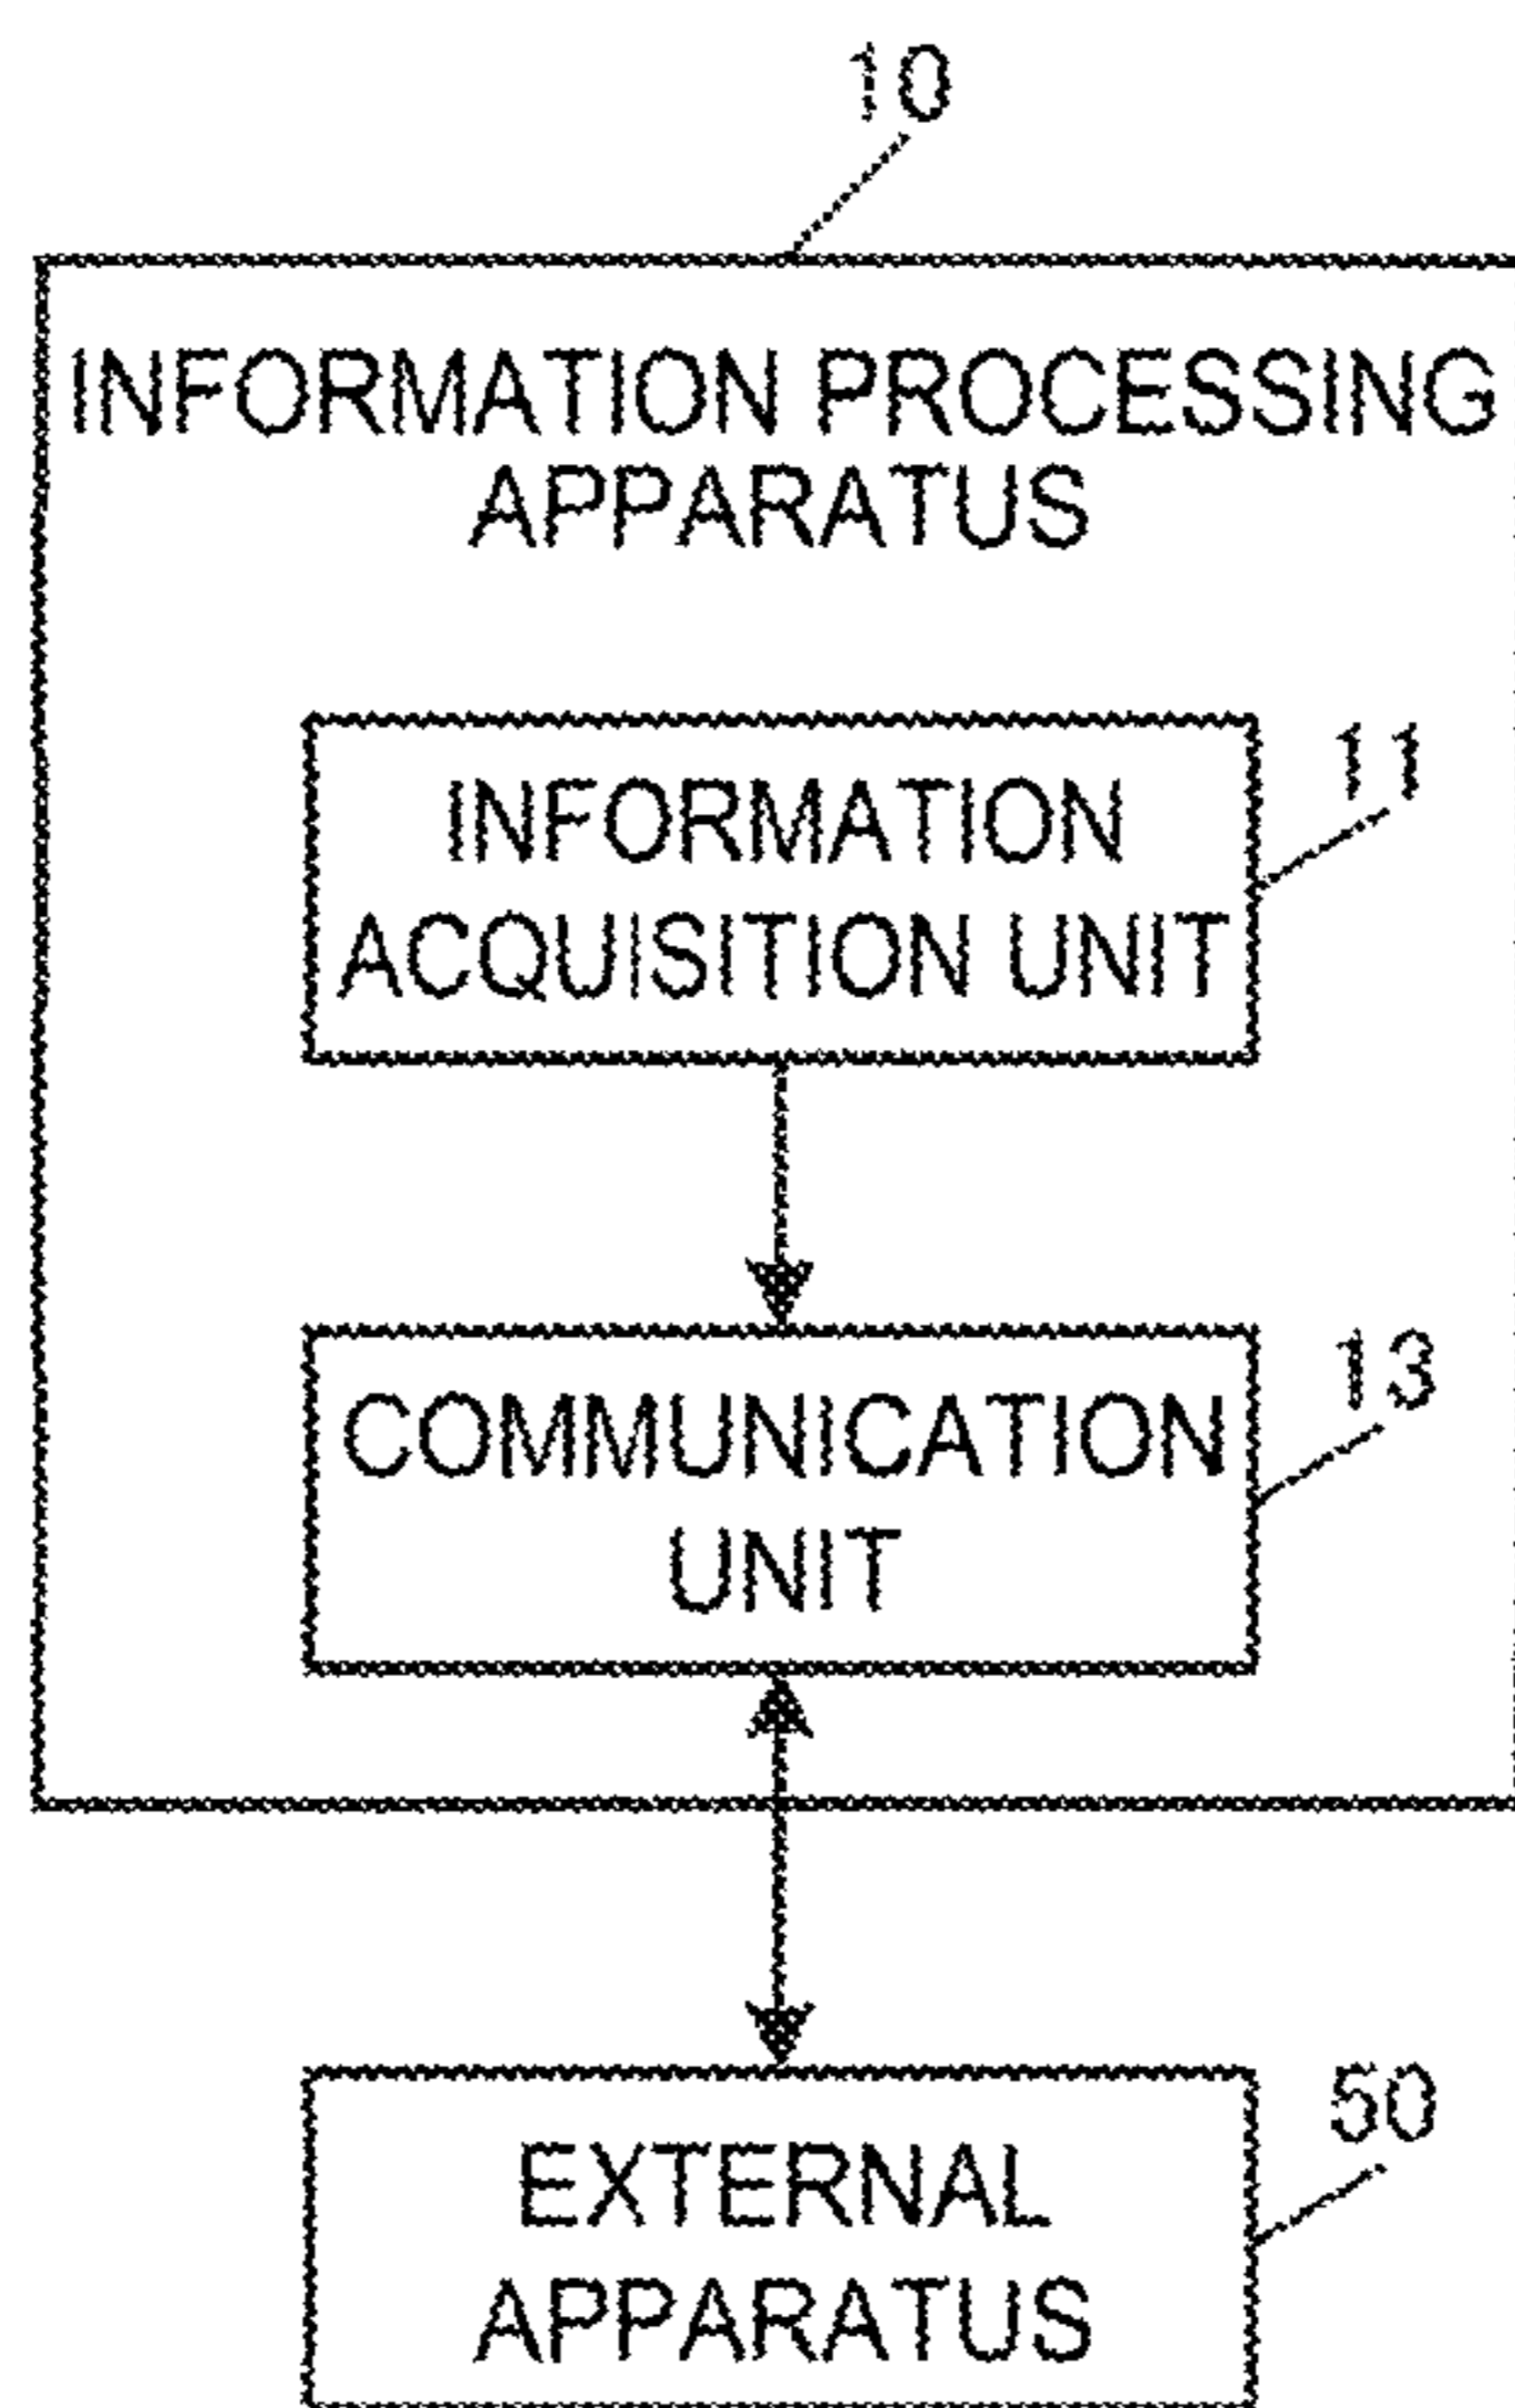 10
INFORMATION PROCESSING
APPARATUS
INFORMATION
ACQUISITION UNIT
11
COMMUNICATION
UNIT
13
EXTERNAL
APPARATUS
50